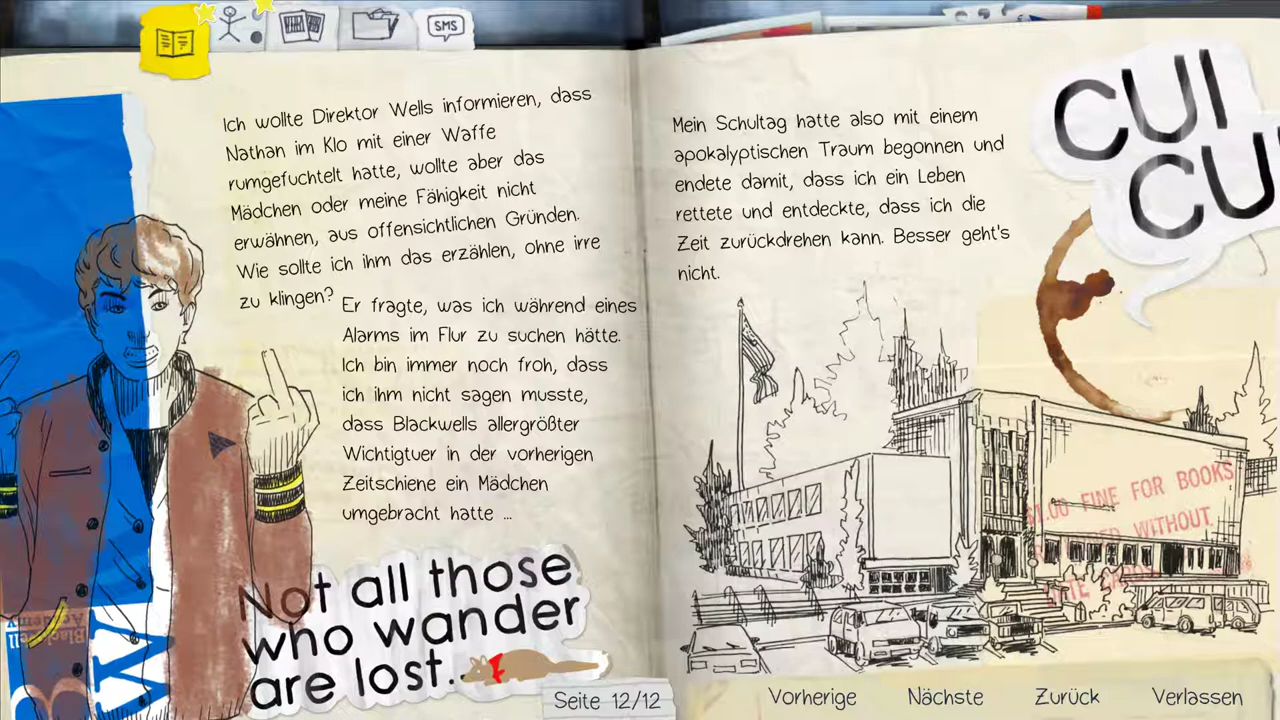 SMS
Ich wollte Direktor Wells informieren, dass
Nathan im Klo mit einer Waffe
rumgefuchtelt hatte, wollte aber das
Mädchen oder meine Fähigkeit nicht
erwähnen, aus offensichtlichen Gründen.
Wie sollte ich ihm das erzählen, ohne irre
zu klingen?
Er fragte, was ich während eines
Alarms im Flur zu suchen hätte.
Ich bin immer noch froh, dass
ich ihm nicht sagen musste,
dass Blackwells allergrößter
Wichtigtuer in der vorherigen
Zeitschiene ein Mädchen
umgebracht hatte ...
Not all those
who wander
are lost.
Mein Schultag hatte also mit einem
apokalyptischen Traum begonnen und
endete damit, dass ich ein Leben
rettete und entdeckte, dass ich die
Zeit zurückdrehen kann. Besser geht's
nicht.
CUI
CU
FINE FOR BOOKS
WITHOUT
Seite 12/12
Vorherige
Nächste
Zurück
Verlassen